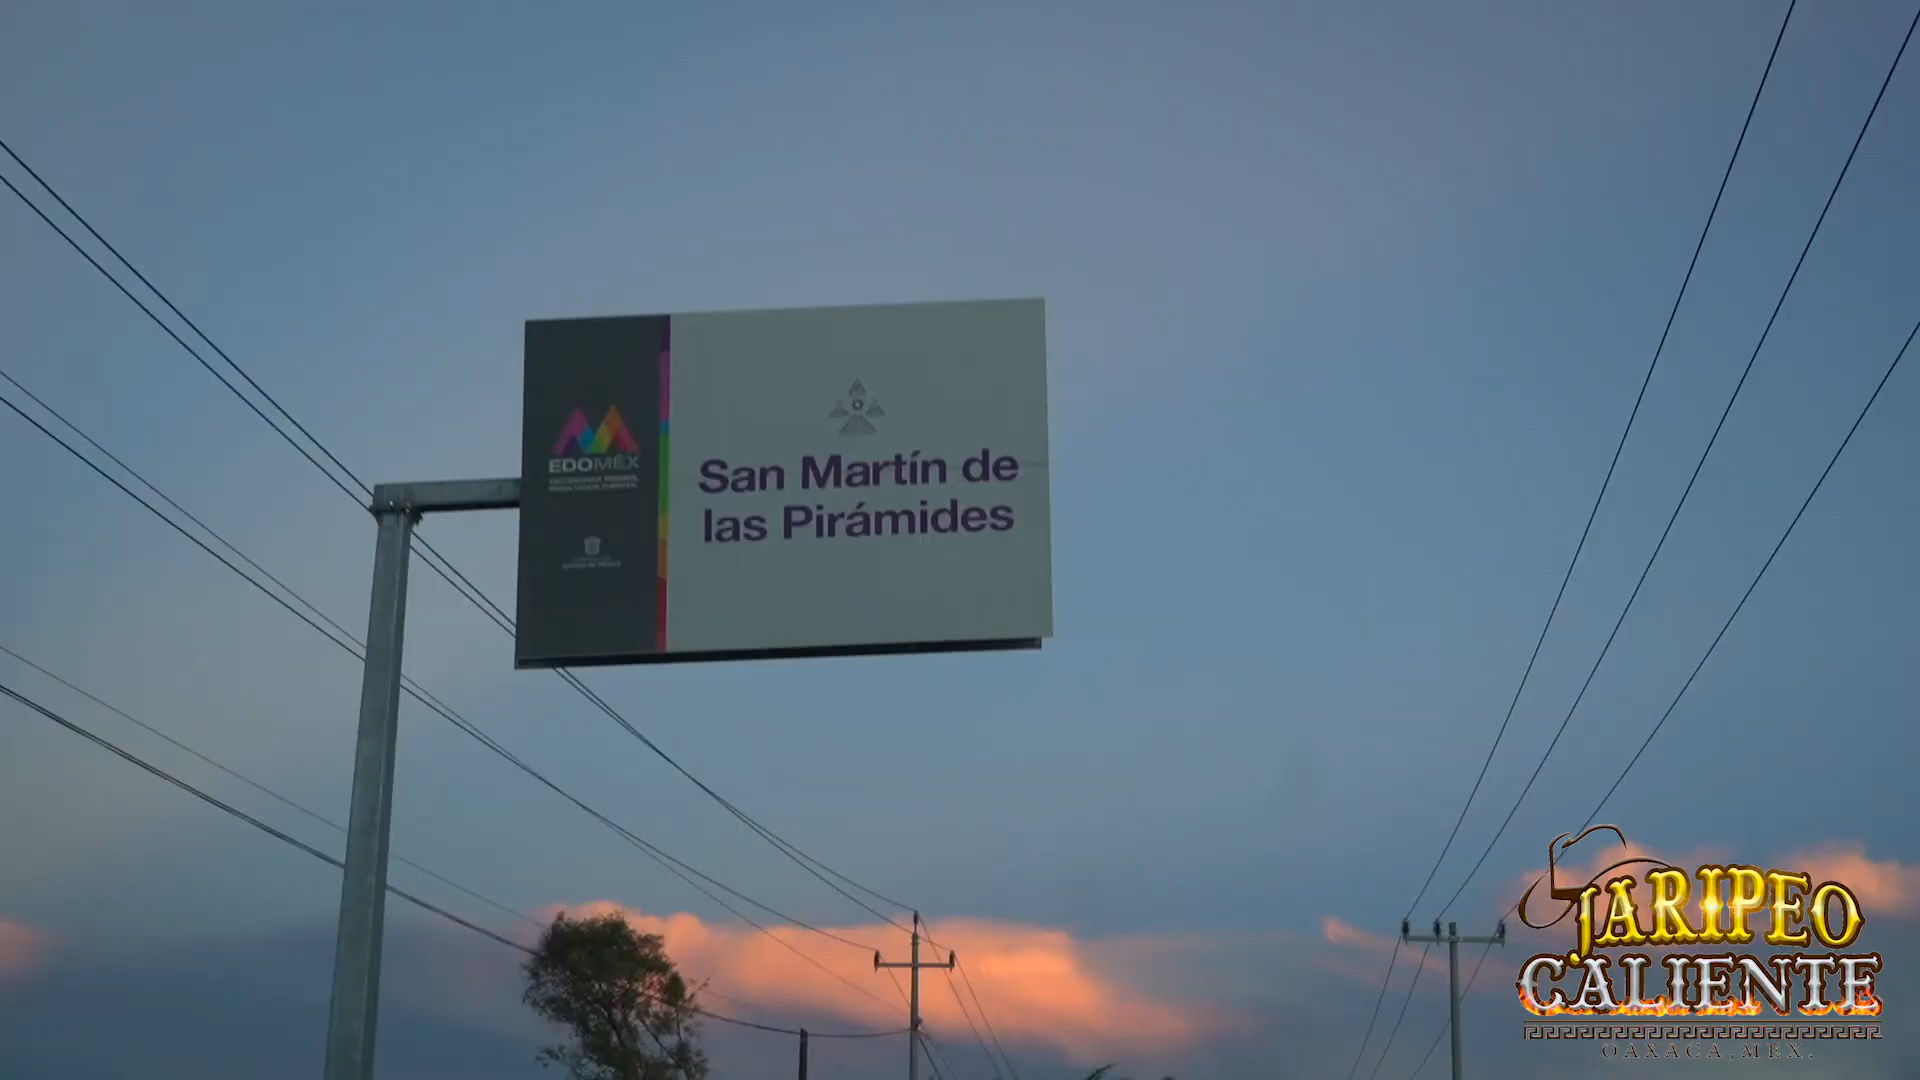 EDOMÉX
San Martín de
las Pirámides
JARIPEO
CALIENTE
OAXACA, MEX.